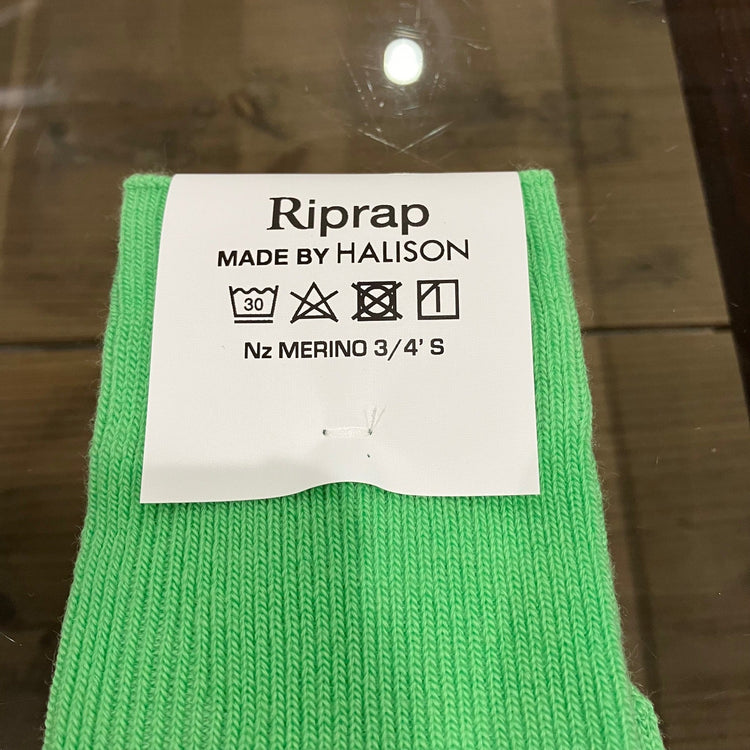 Riprap
MADE BY HALISON
30
Nz MERINO 3/4' S